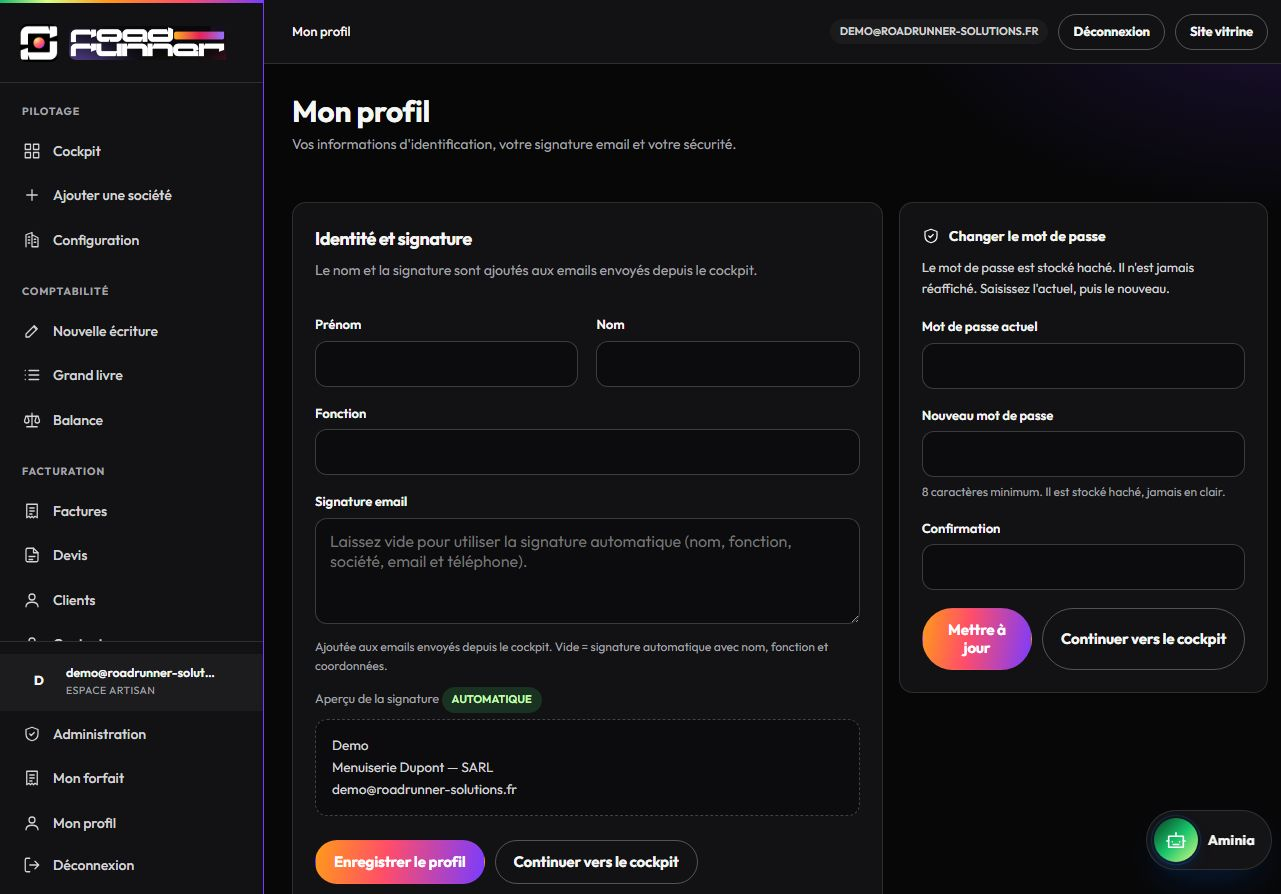 road
runner
PILOTAGE
Cockpit
Ajouter une société
Configuration
COMPTABILITÉ
Nouvelle écriture
Grand livre
Balance
FACTURATION
Factures
Devis
Clients
D
demo@roadrunner-solut...
ESPACE ARTISAN
Administration
Mon forfait
Mon profil
Déconnexion
Mon profil
DEMO@ROADRUNNER-SOLUTIONS.FR
Déconnexion
Site vitrine
Mon profil
Vos informations d'identification, votre signature email et votre sécurité.
Identité et signature
Le nom et la signature sont ajoutés aux emails envoyés depuis le cockpit.
Prénom
Nom
Fonction
Signature email
Laissez vide pour utiliser la signature automatique (nom, fonction,
société, email et téléphone).
Ajoutée aux emails envoyés depuis le cockpit. Vide = signature automatique avec nom, fonction et
coordonnées.
Aperçu de la signature AUTOMATIQUE
Demo
Menuiserie Dupont — SARL
demo@roadrunner-solutions.fr
Enregistrer le profil
Continuer vers le cockpit
Changer le mot de passe
Le mot de passe est stocké haché. Il n'est jamais
réaffiché. Saisissez l'actuel, puis le nouveau.
Mot de passe actuel
Nouveau mot de passe
8 caractères minimum. Il est stocké haché, jamais en clair.
Confirmation
Mettre à
jour
Continuer vers le cockpit
Aminia